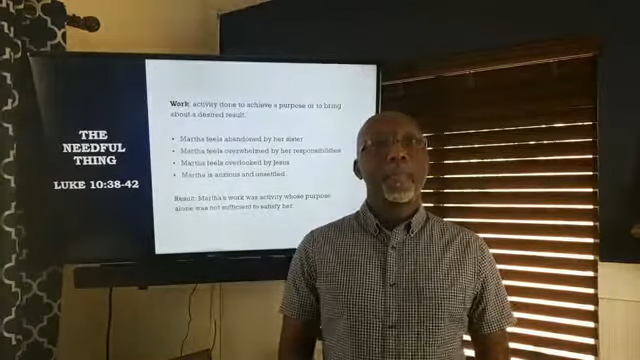 THE
NEEDFUL
THING
LUKE 10:38-42
Work: activity done to achieve a purpose or to bring
about a desired result.
• Martha feels abandoned by her sister
• Martha feels overwhelmed by her responsibilities
• Martha feels overlooked by Jesus
• Martha is anxious and unsettled
Result: Martha's work was activity whose purpose
alone was not sufficient to satisfy her.